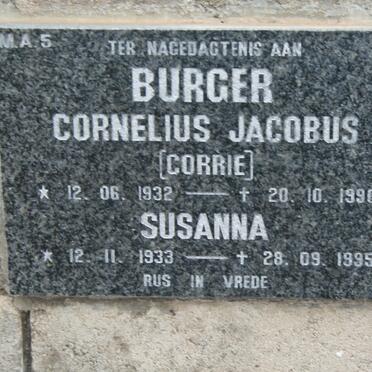 M.A.5
TER NAGEDAGTENIS AAN
BURGER
CORNELIUS JACOBUS
[CORRIE]
* 12. 06. 1932 — † 20. 10. 1990
SUSANNA
* 12. 11. 1933 — † 28. 09. 1995
RUS IN VREDE